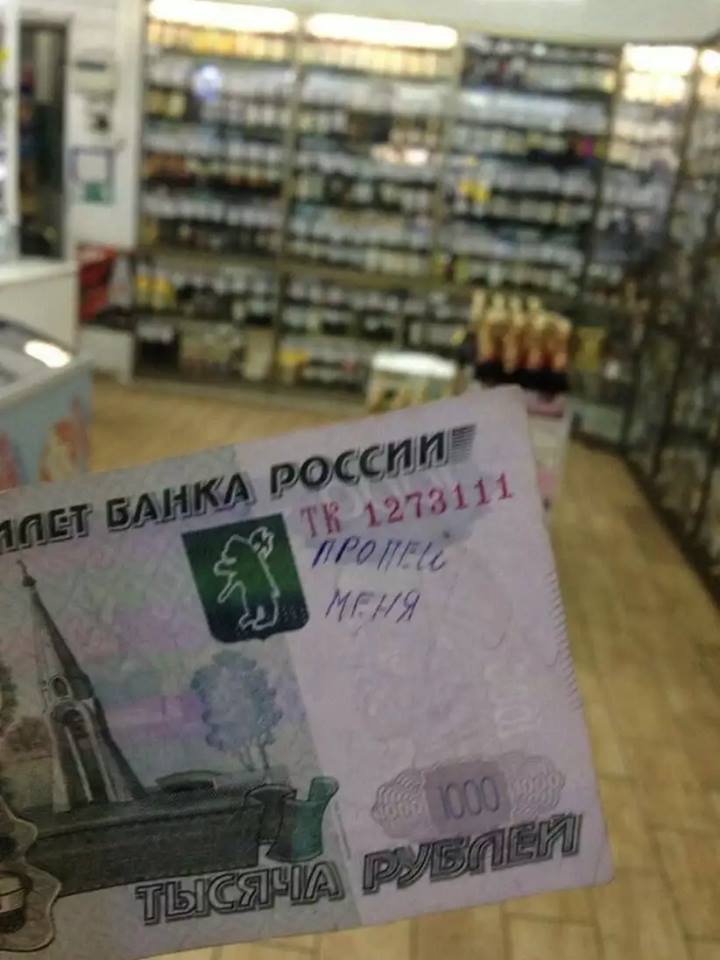 ИЛЕТ БАНКА РОССИИ
ТК 1273111
ПРОПЕЙ
МЕНЯ
1000
ТЫСЯЧА РУБЛЕЙ